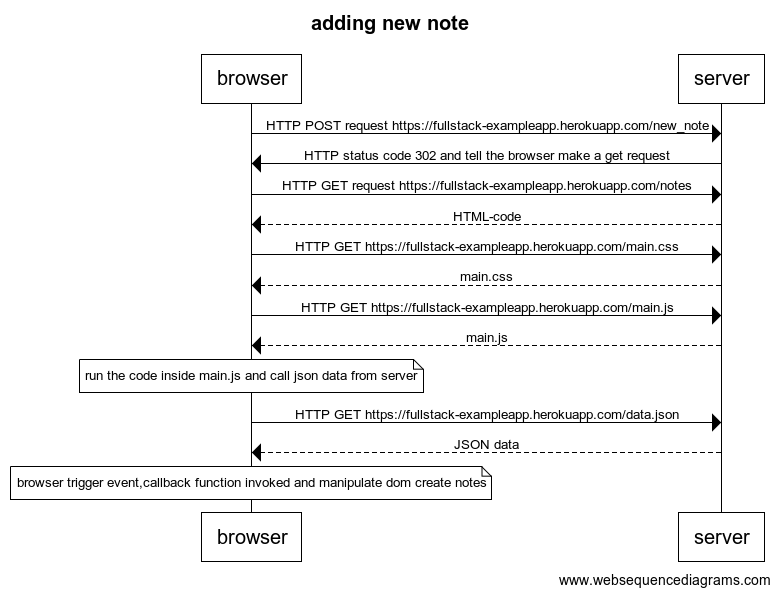 adding new note
browser
server
HTTP POST request https://fullstack-exampleapp.herokuapp.com/new_note
HTTP status code 302 and tell the browser make a get request
HTTP GET request https://fullstack-exampleapp.herokuapp.com/notes
HTML-code
HTTP GET https://fullstack-exampleapp.herokuapp.com/main.css
main.css
HTTP GET https://fullstack-exampleapp.herokuapp.com/main.js
main.js
run the code inside main.js and call json data from server
HTTP GET https://fullstack-exampleapp.herokuapp.com/data.json
JSON data
browser trigger event,callback function invoked and manipulate dom create notes
browser
server
www.websequencediagrams.com